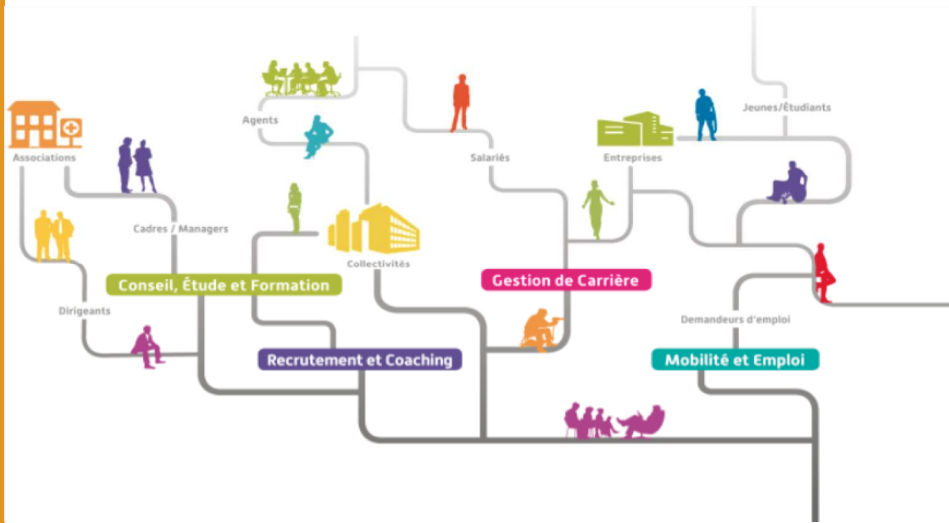 Jeunes/Étudiants
Agents
Associations
Salariés
Entreprises
Cadres / Managers
Collectivités
Conseil, Étude et Formation
Gestion de Carrière
Dirigeants
Demandeurs d'emploi
Recrutement et Coaching
Mobilité et Emploi